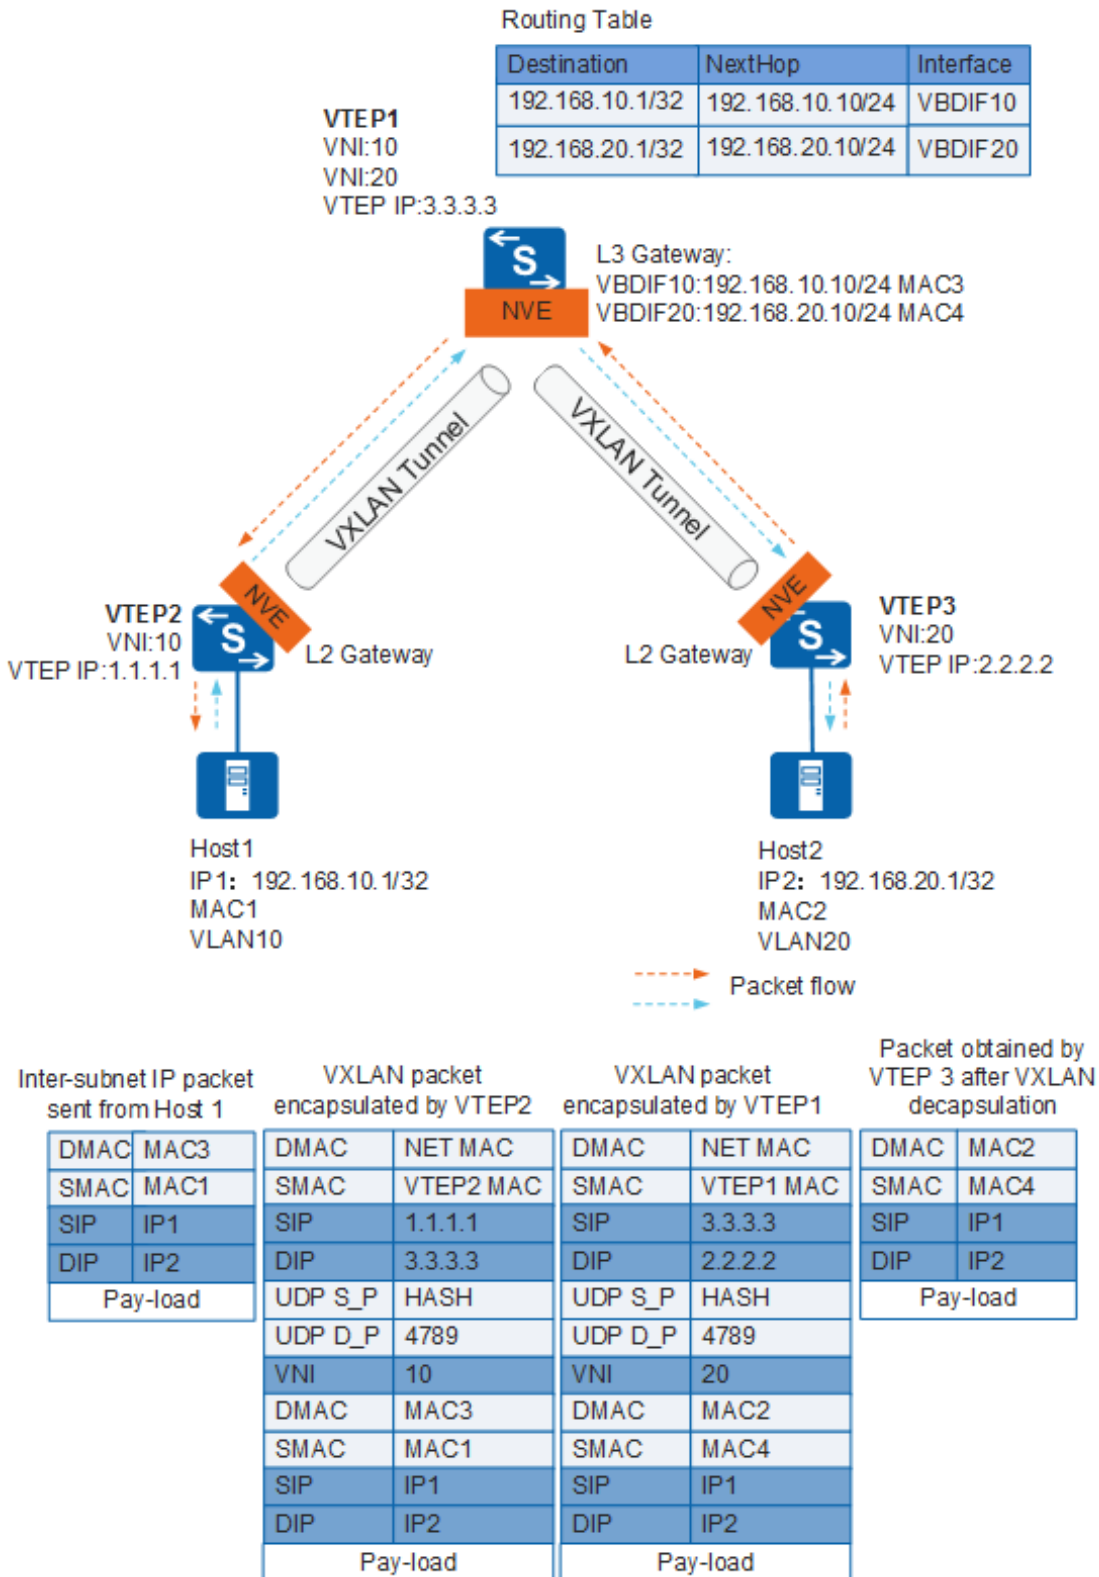 Routing Table
Destination NextHop Interface
192.168.10.1/32 192.168.10.10/24 VBDIF10
192.168.20.1/32 192.168.20.10/24 VBDIF20
VTEP1
VNI:10
VNI:20
VTEP IP:3.3.3.3
S
NVE
L3 Gateway:
VBDIF10:192.168.10.10/24 MAC3
VBDIF20:192.168.20.10/24 MAC4
VXLAN Tunnel
VXLAN Tunnel
VTEP2
VNI:10
VTEP IP:1.1.1.1
S
NVE
L2 Gateway
L2 Gateway
NVE
S
VTEP3
VNI:20
VTEP IP:2.2.2.2
Host1
IP1: 192.168.10.1/32
MAC1
VLAN10
Host2
IP2: 192.168.20.1/32
MAC2
VLAN20
Packet flow
Inter-subnet IP packet
sent from Host 1
DMAC MAC3
SMAC MAC1
SIP IP1
DIP IP2
Pay-load
VXLAN packet
encapsulated by VTEP2
DMAC NET MAC
SMAC VTEP2 MAC
SIP 1.1.1.1
DIP 3.3.3.3
UDP S_P HASH
UDP D_P 4789
VNI 10
DMAC MAC3
SMAC MAC1
SIP IP1
DIP IP2
Pay-load
VXLAN packet
encapsulated by VTEP1
DMAC NET MAC
SMAC VTEP1 MAC
SIP 3.3.3.3
DIP 2.2.2.2
UDP S_P HASH
UDP D_P 4789
VNI 20
DMAC MAC2
SMAC MAC4
SIP IP1
DIP IP2
Pay-load
Packet obtained by
VTEP 3 after VXLAN
decapsulation
DMAC MAC2
SMAC MAC4
SIP IP1
DIP IP2
Pay-load